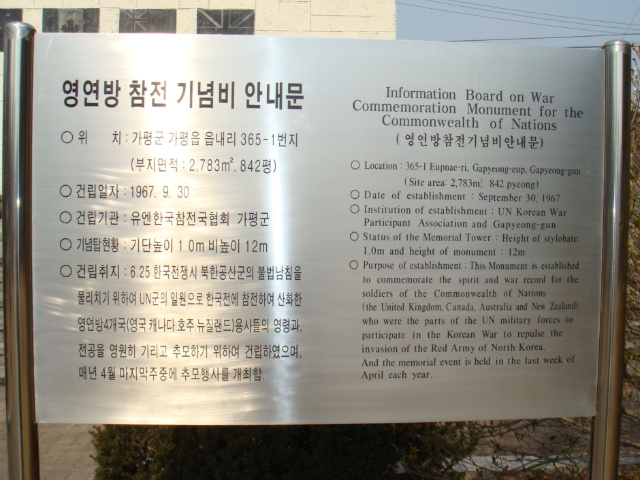 영연방 참전 기념비 안내문
○ 위 치 : 가평군 가평읍 읍내리 365-1번지
(부지면적 : 2,783㎡. 842평)
○ 건립일자 : 1967. 9. 30
○ 건립기관 : 유엔한국참전국협회 가평군
○ 기념탑현황 : 기단높이 1.0m 비높이 12m
○ 건립취지 : 6.25 한국전쟁시 북한공산군의 불법남침을
물리치기 위하여 UN군의 일원으로 한국전에 참전하여 산화한
영연방4개국(영국 캐나다 호주 뉴질랜드)용사들의 영령과,
전공을 영원히 기리고 추모하기 위하여 건립하였으며,
매년 4월 마지막주중에 추모행사를 개최함.
Information Board on War
Commemoration Monument for the
Commonwealth of Nations
(영연방참전기념비안내문)
○ Location : 365-1 Eupnae-ri, Gapyeong-eup, Gapyeong-gun
(Site area: 2,783㎡, 842 pyeong)
○ Date of establishment : September 30, 1967
○ Institution of establishment : UN Korean War
Participant Association and Gapyeong-gun
○ Status of the Memorial Tower : Height of stylobate:
1.0m and height of monument : 12m
○ Purpose of establishment : This Monument is established
to commemorate the spirit and war record for the
soldiers of the Commonwealth of Nations
(the United Kingdom, Canada, Australia and New Zealand)
who were the parts of the UN military forces to
participate in the Korean War to repulse the
invasion of the Red Army of North Korea.
And the memorial event is held in the last week of
April each year.